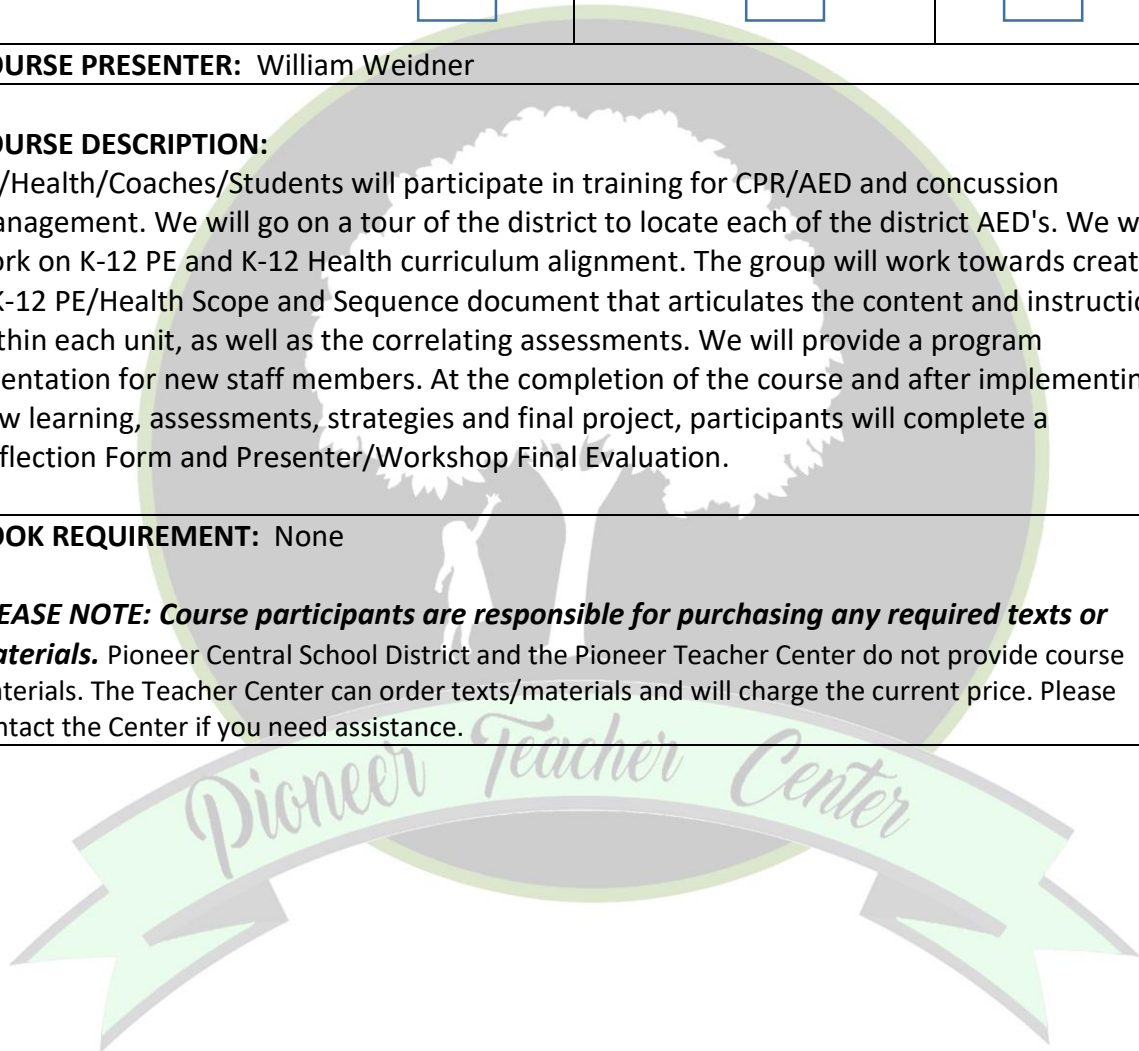 OURSE PRESENTER: William Weidner
OURSE DESCRIPTION:
/Health/Coaches/Students will participate in training for CPR/AED and concussion
anagement. We will go on a tour of the district to locate each of the district AED's. We w
ork on K-12 PE and K-12 Health curriculum alignment. The group will work towards creat
K-12 PE/Health Scope and Sequence document that articulates the content and instructio
thin each unit, as well as the correlating assessments. We will provide a program
entation for new staff members. At the completion of the course and after implementin
w learning, assessments, strategies and final project, participants will complete a
flection Form and Presenter/Workshop Final Evaluation.
OOK REQUIREMENT: None
EASE NOTE: Course participants are responsible for purchasing any required texts or
aterials. Pioneer Central School District and the Pioneer Teacher Center do not provide course
aterials. The Teacher Center can order texts/materials and will charge the current price. Please
ntact the Center if you need assistance.
Pioneer Teacher Center